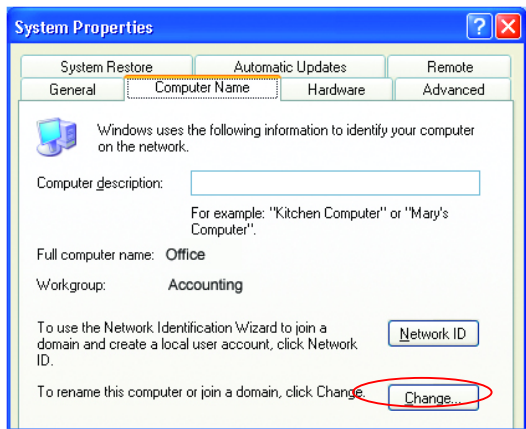 System Properties
System Restore Automatic Updates Remote
General Computer Name Hardware Advanced
Windows uses the following information to identify your computer
on the network.
Computer description:
For example: "Kitchen Computer" or "Mary's
Computer".
Full computer name: Office
Workgroup: Accounting
To use the Network Identification Wizard to join a
domain and create a local user account, click Network
ID.
Network ID
To rename this computer or join a domain, click Change.
Change...